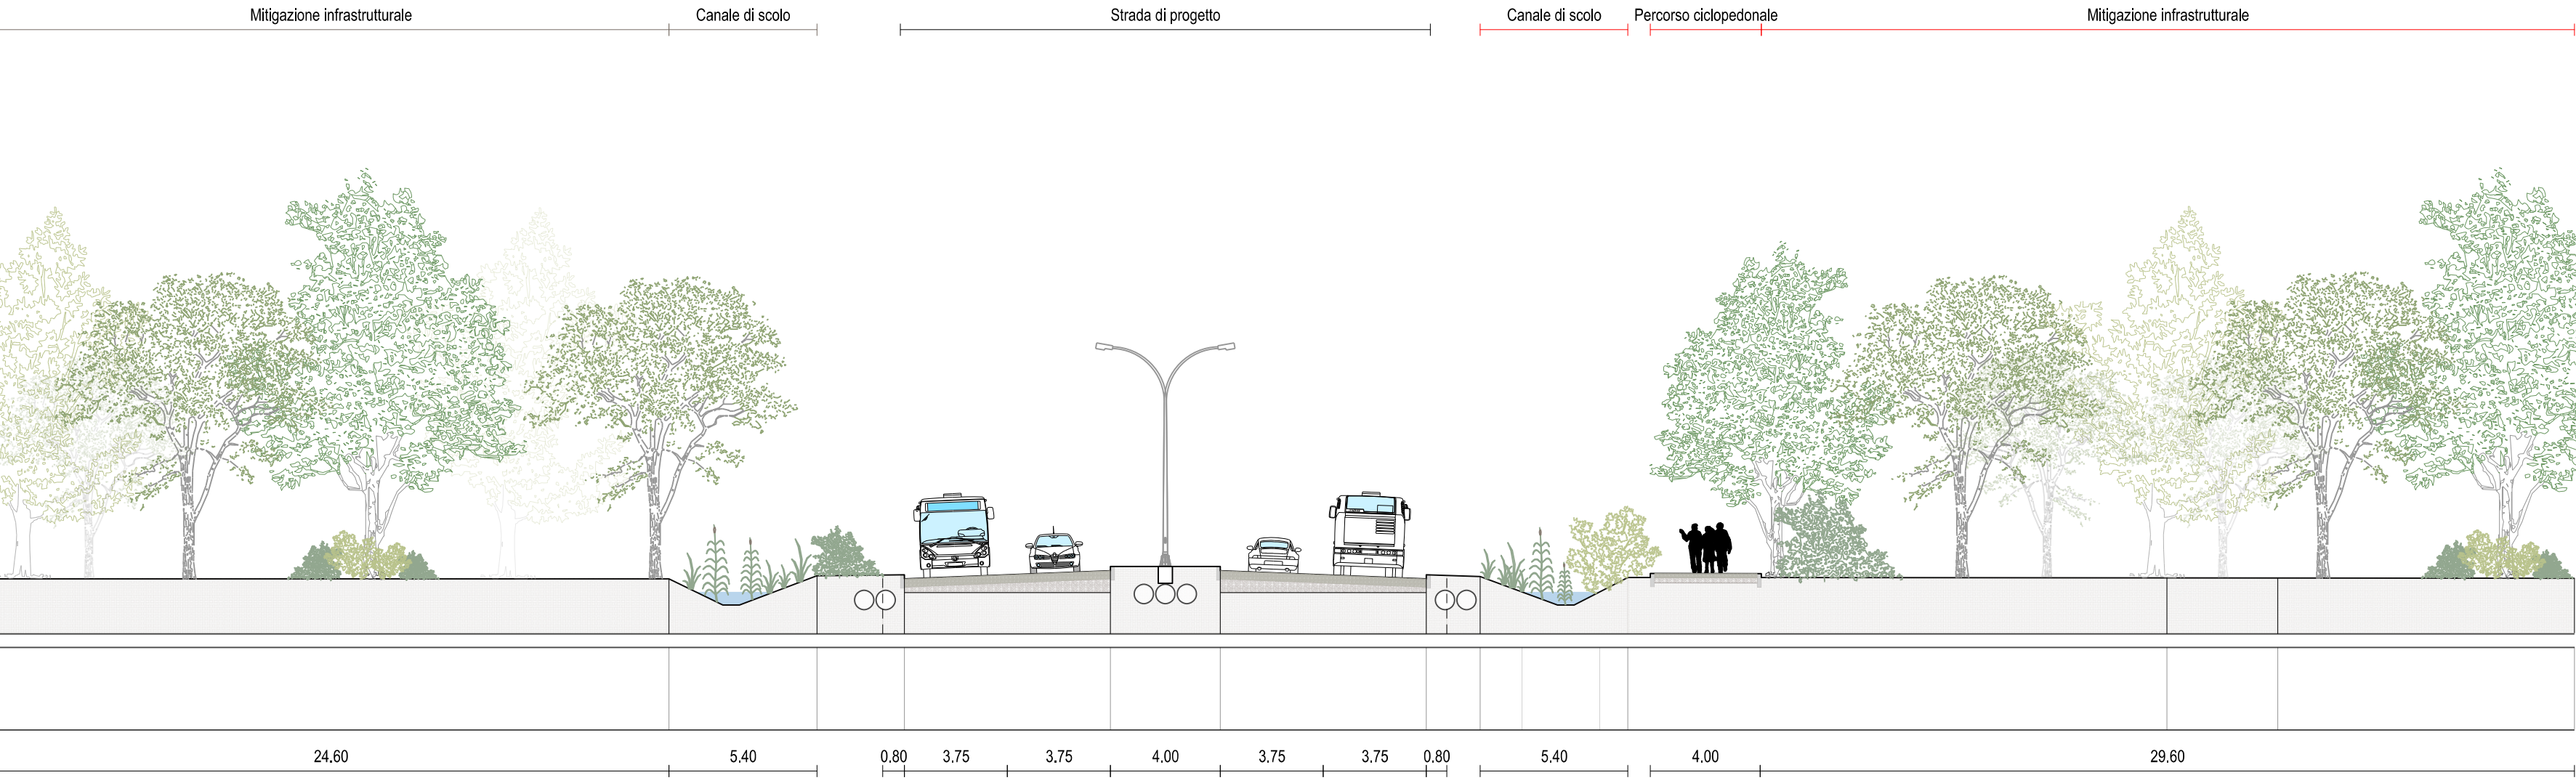 Mitigazione infrastrutturale Canale di scolo Strada di progetto Canale di scolo Percorso ciclopedonale Mitigazione infrastrutturale
24.60 5.40 0.80 3.75 3.75 4.00 3.75 3.75 0.80 5.40 4.00 29.60